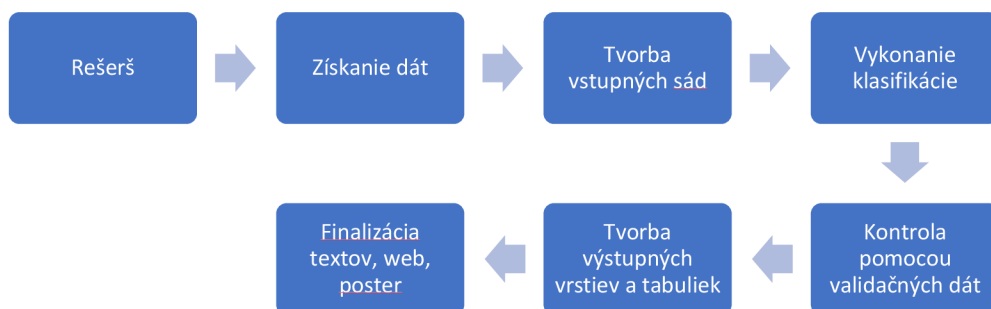 Rešerš
Získanie dát
Tvorba
vstupných sád
Vykonanie
klasifikácie
Kontrola
pomocou
validačných dát
Tvorba
výstupných
vrstiev a tabuliek
Finalizácia
textov, web,
poster